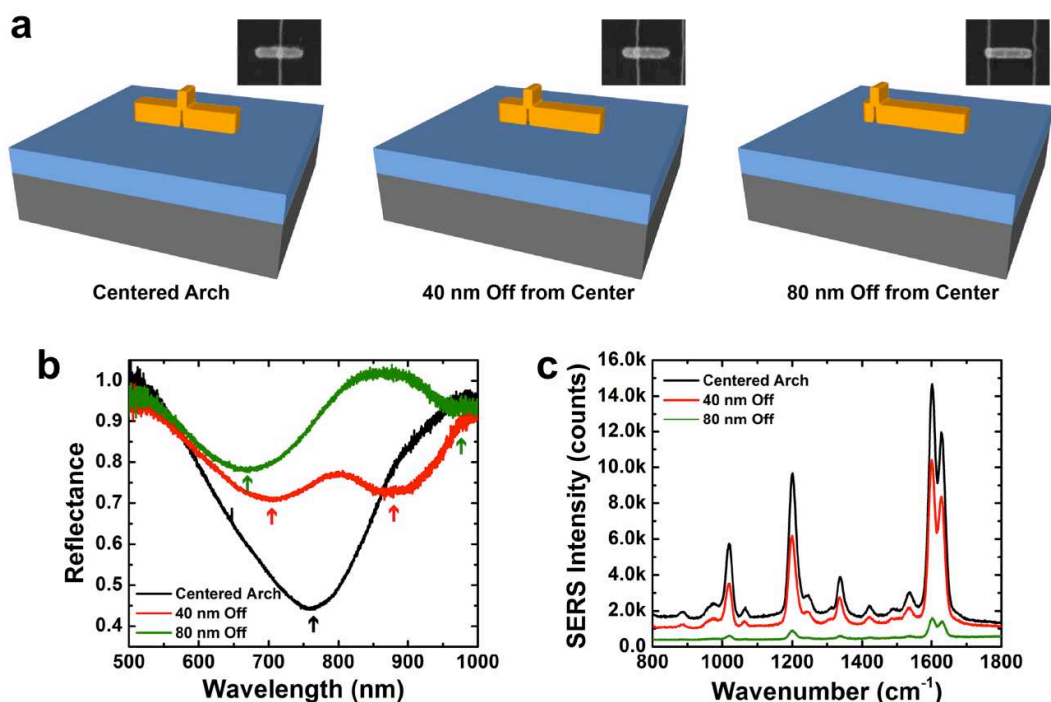 a
Centered Arch
40 nm Off from Center
80 nm Off from Center
b
1.0
0.9
0.8
0.7
0.6
0.5
0.4
Reflectance
Centered Arch
40 nm Off
80 nm Off
500 600 700 800 900 1000
Wavelength (nm)
c
16.0k
14.0k
12.0k
10.0k
8.0k
6.0k
4.0k
2.0k
0.0
SERS Intensity (counts)
Centered Arch
40 nm Off
80 nm Off
800 1000 1200 1400 1600 1800
Wavenumber (cm⁻¹)